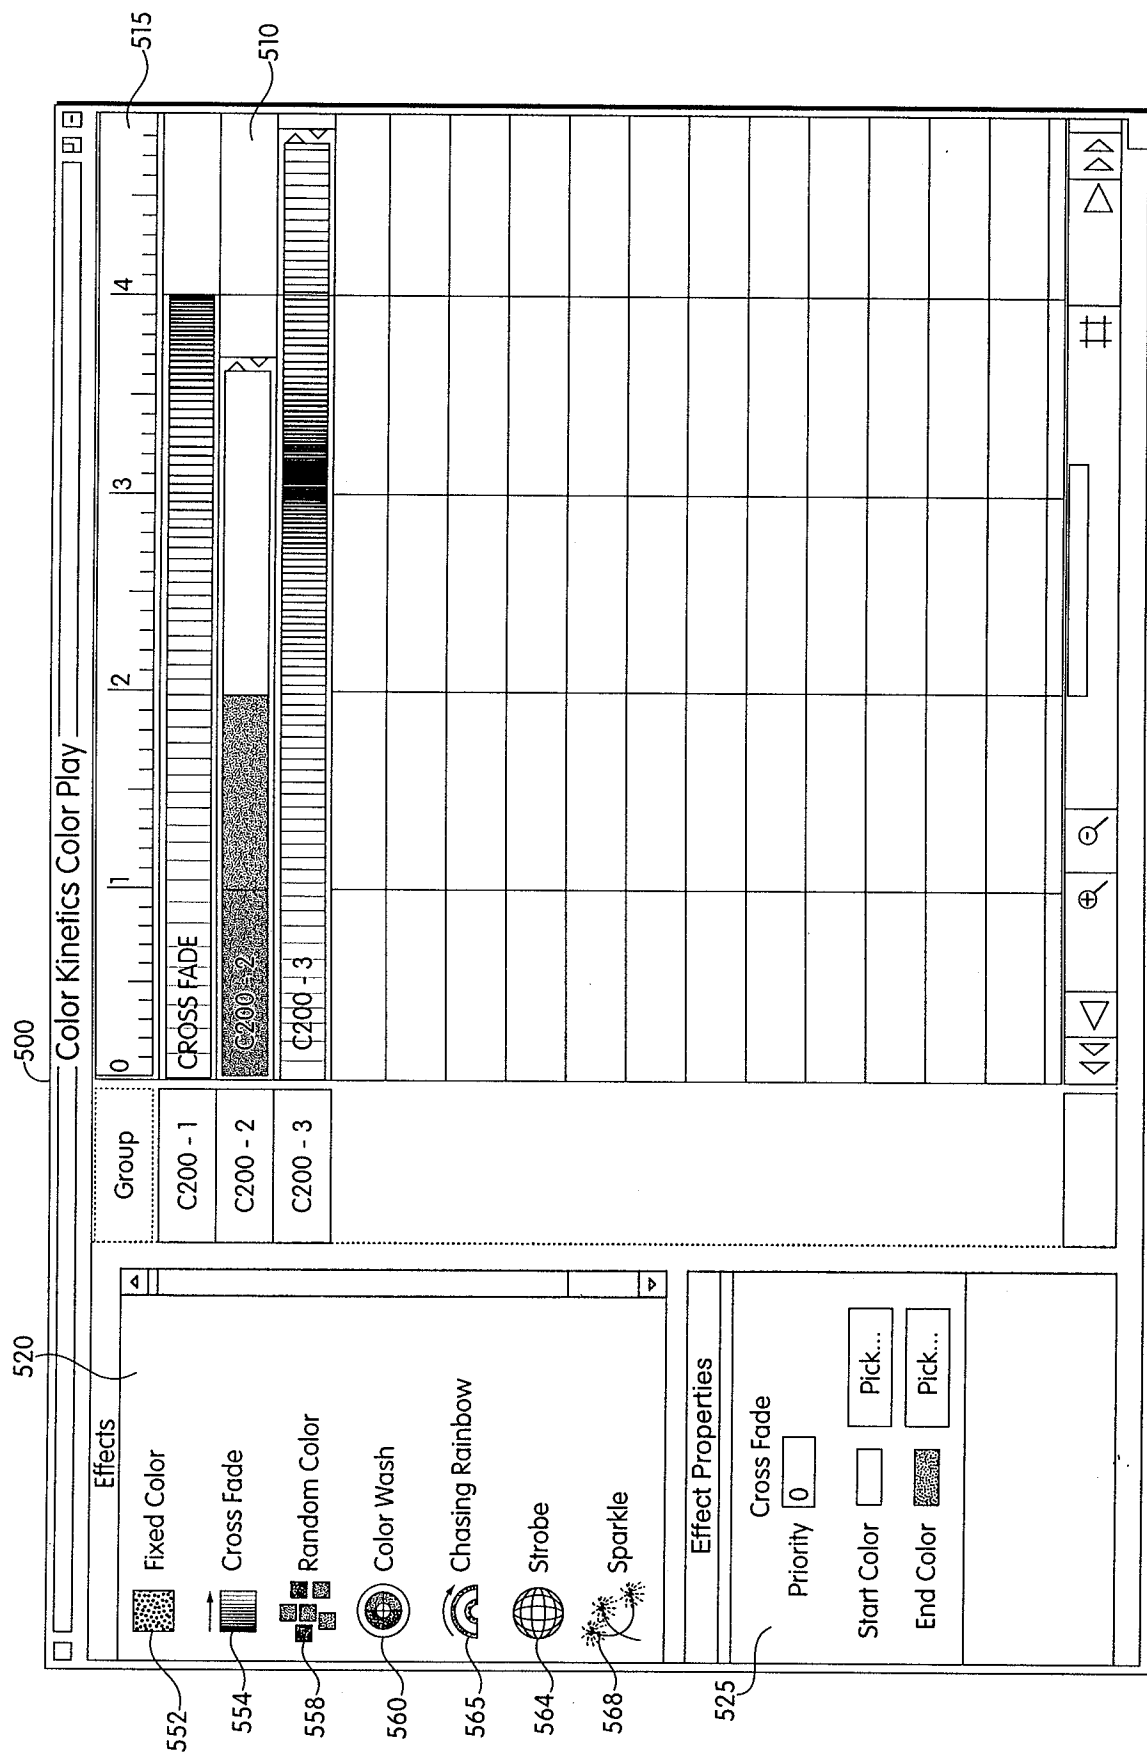 500
Color Kinetics Color Play
515
510
520
Effects
552
Fixed Color
554
Cross Fade
558
Random Color
560
Color Wash
565
Chasing Rainbow
564
Strobe
568
Sparkle
525
Effect Properties
Cross Fade
Priority 0
Start Color Pick...
End Color Pick...
Group 0 1 2 3 4
C200 - 1 CROSS FADE
C200 - 2 C200 - 2
C200 - 3 C200 - 3